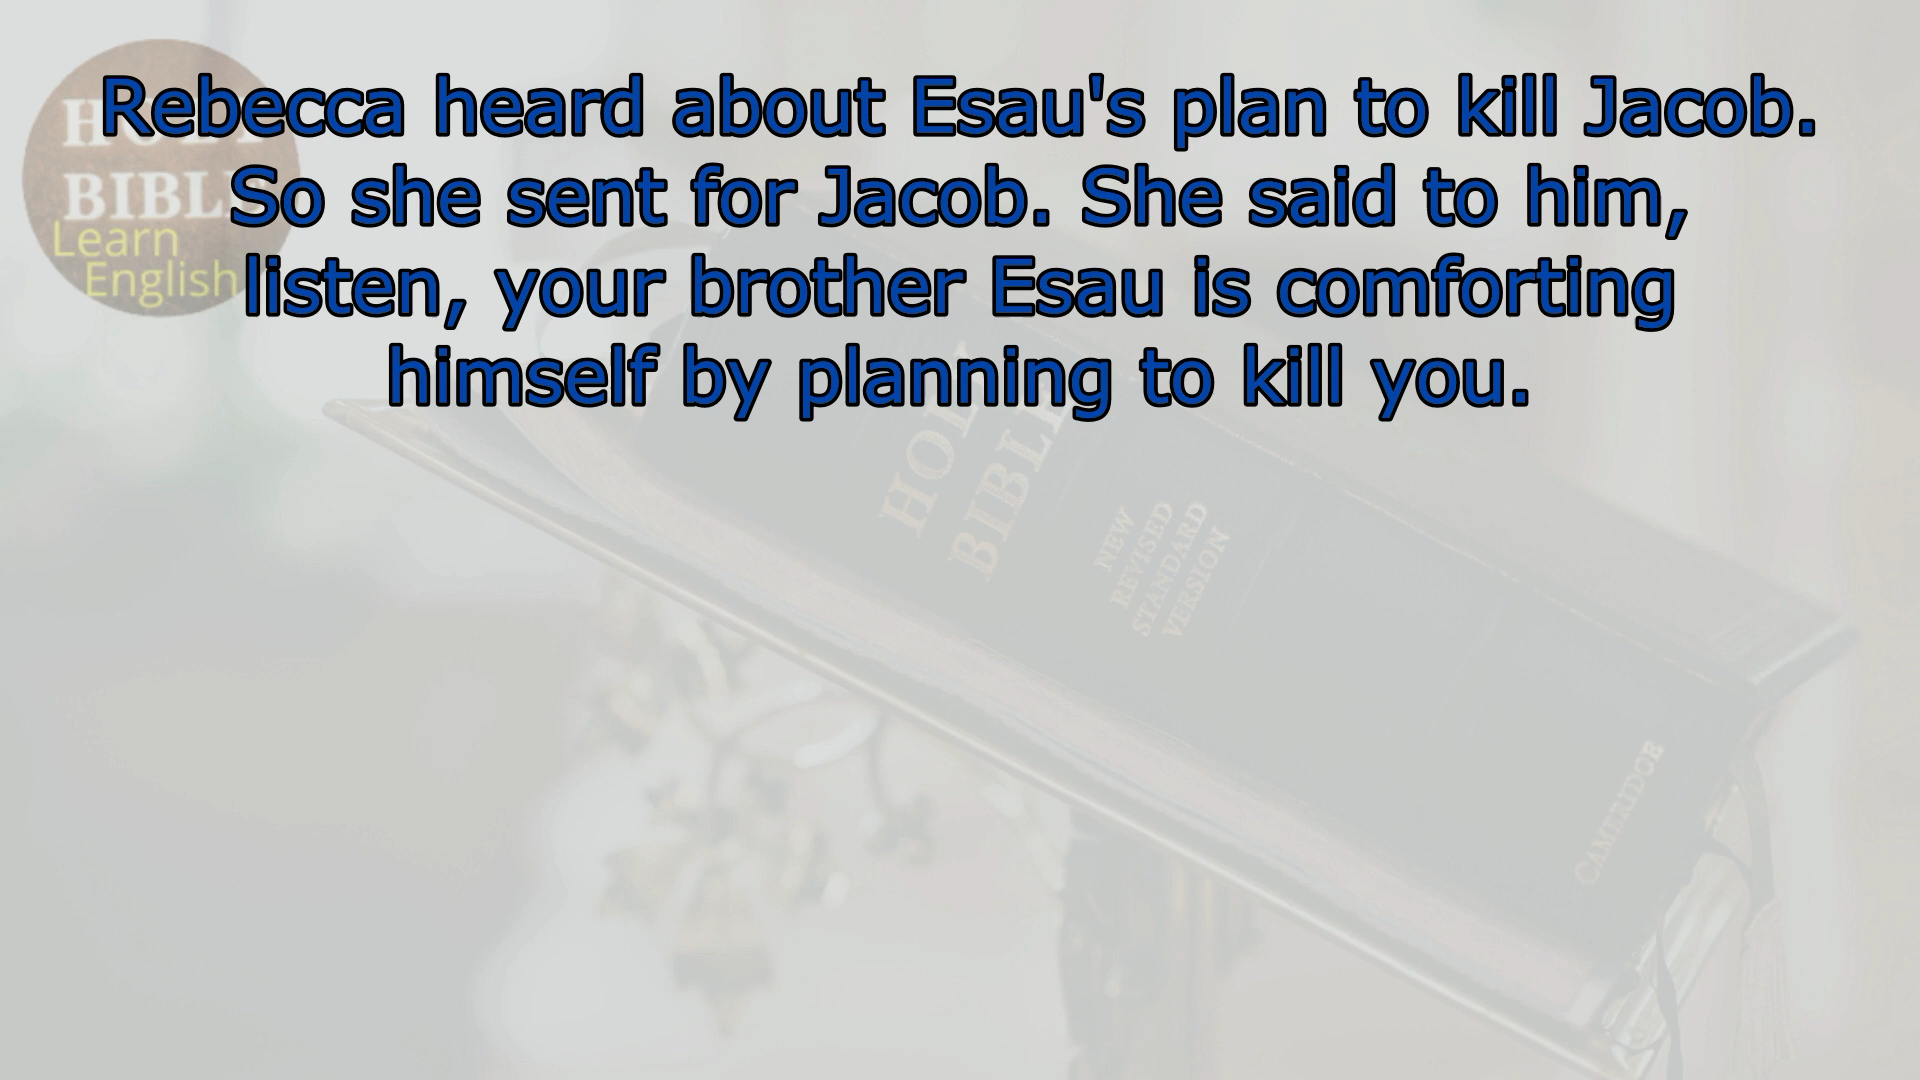 Rebecca heard about Esau's plan to kill Jacob.
So she sent for Jacob. She said to him,
listen, your brother Esau is comforting
himself by planning to kill you.
HOLY
BIBLE
Learn
English
HOLY
BIBLE
NEW
REVISED
STANDARD
VERSION
CAMBRIDGE